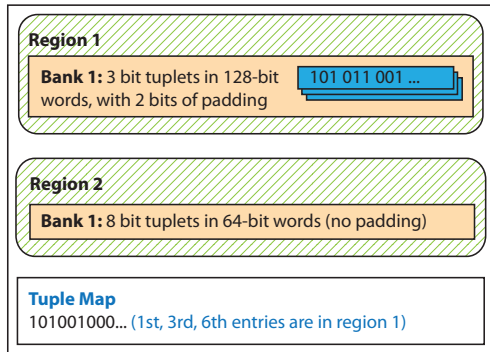 Region 1
Bank 1: 3 bit tuplets in 128-bit
words, with 2 bits of padding
101 011 001 ...
Region 2
Bank 1: 8 bit tuplets in 64-bit words (no padding)
Tuple Map
101001000... (1st, 3rd, 6th entries are in region 1)